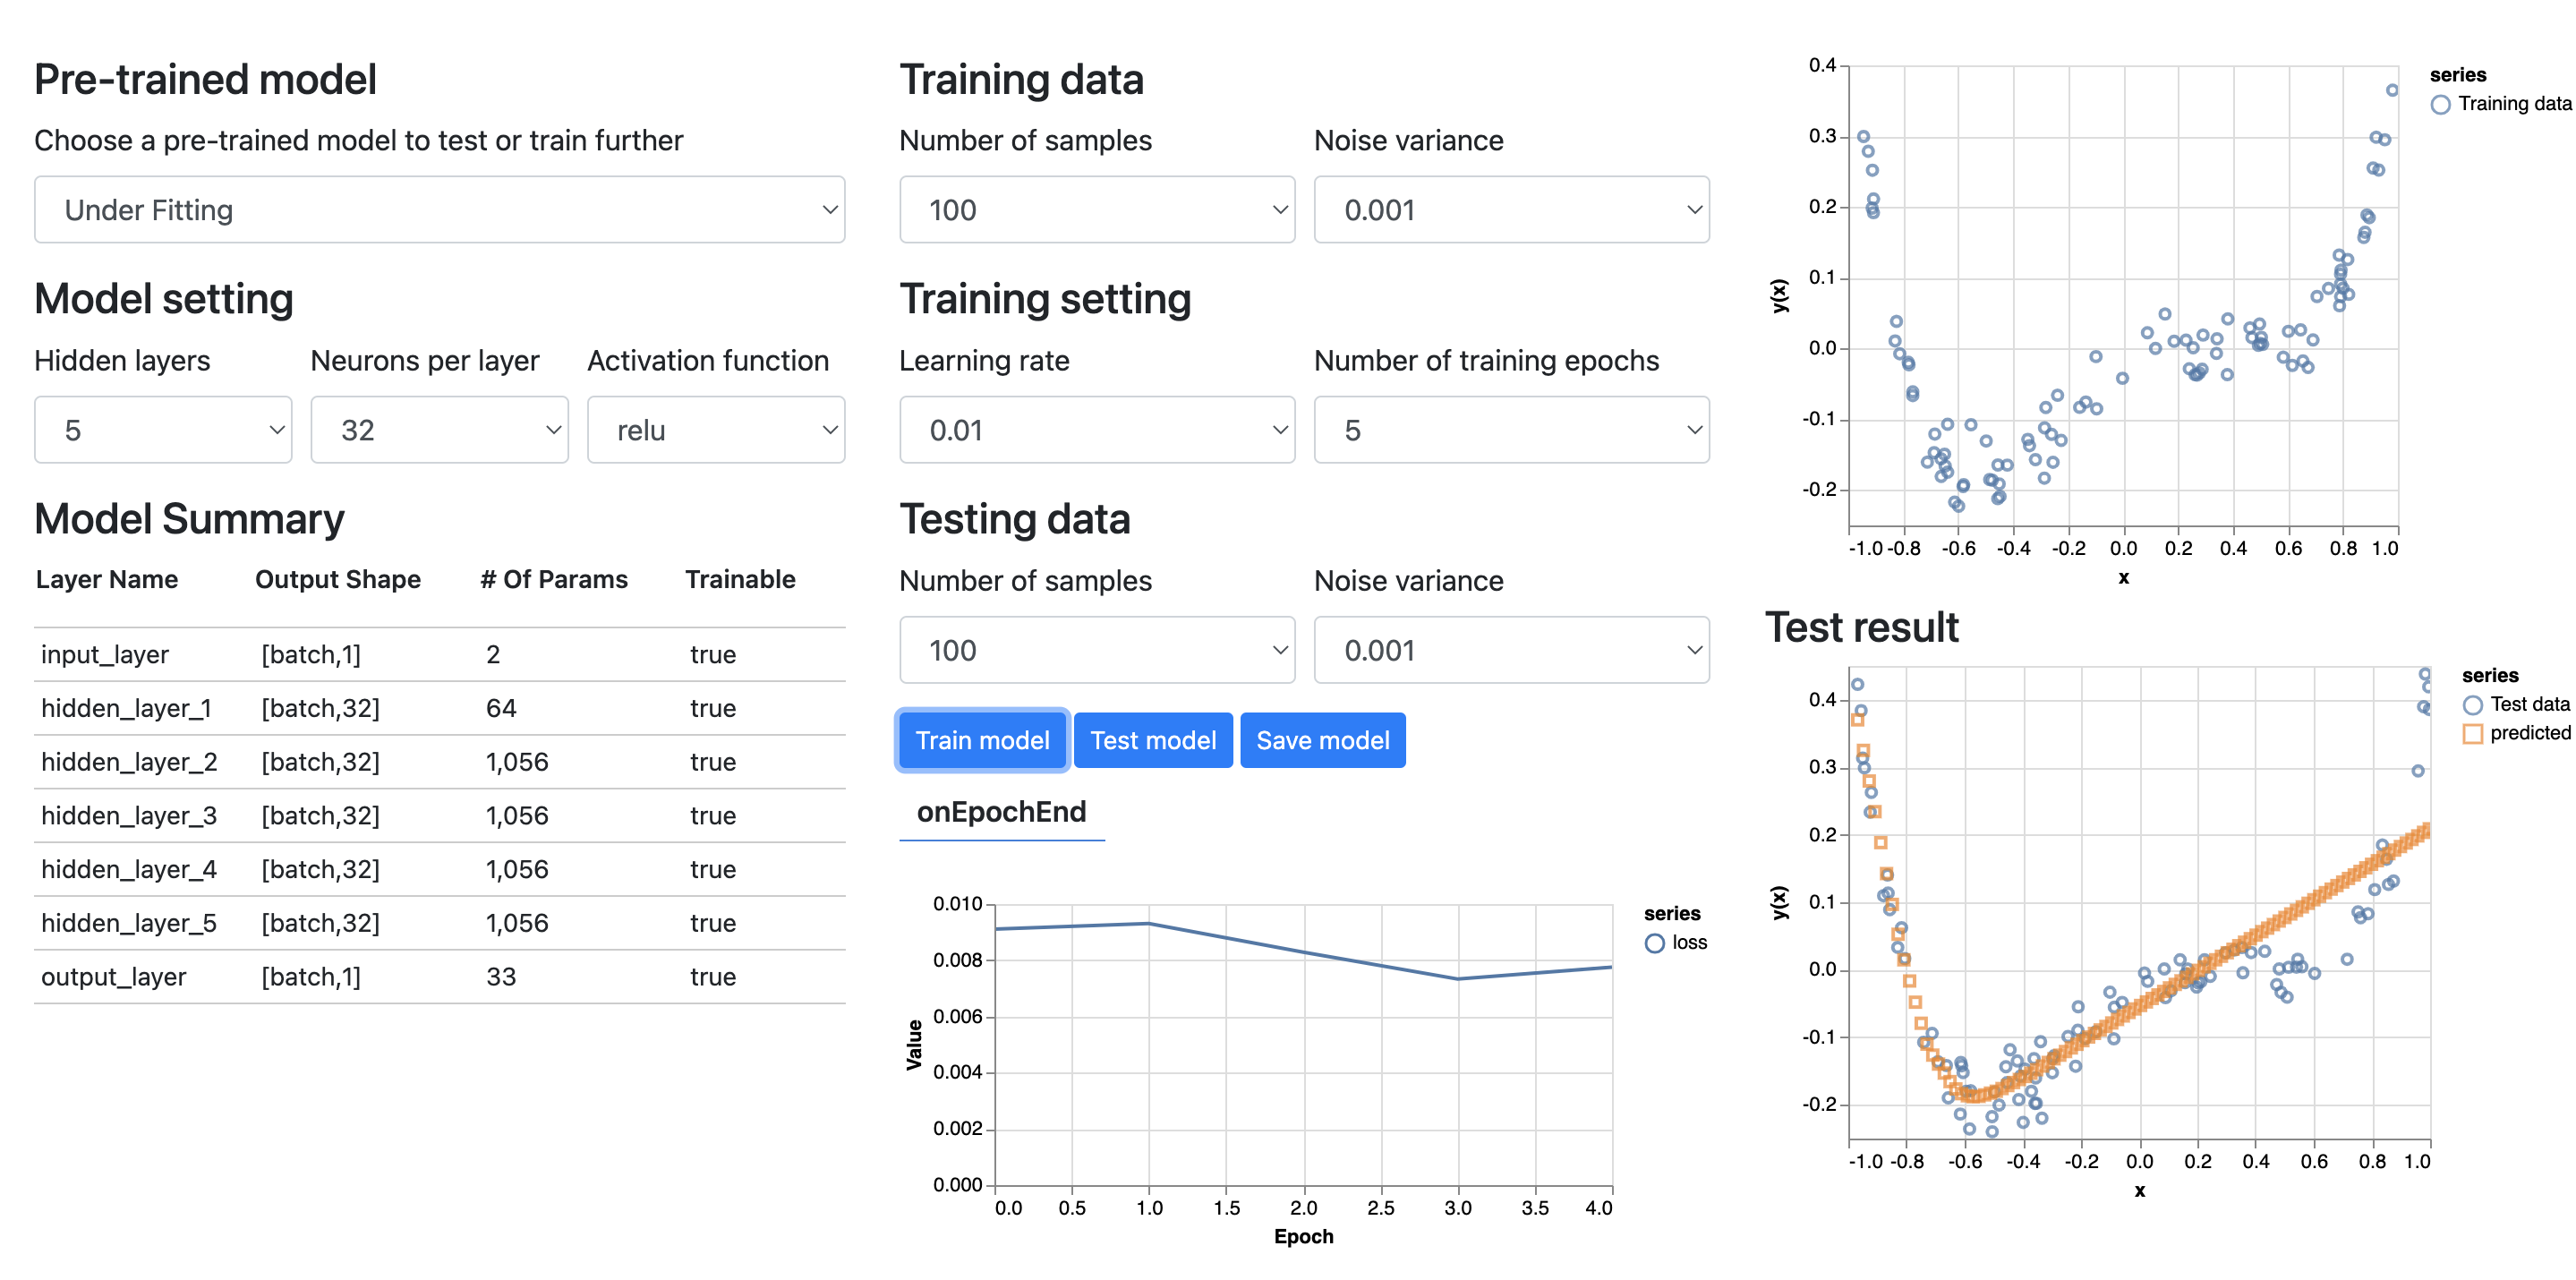 Pre-trained model
Choose a pre-trained model to test or train further
Under Fitting
Model setting
Hidden layers Neurons per layer Activation function
5 32 relu
Model Summary
Layer Name Output Shape # Of Params Trainable
input_layer [batch,1] 2 true
hidden_layer_1 [batch,32] 64 true
hidden_layer_2 [batch,32] 1,056 true
hidden_layer_3 [batch,32] 1,056 true
hidden_layer_4 [batch,32] 1,056 true
hidden_layer_5 [batch,32] 1,056 true
output_layer [batch,1] 33 true
Training data
Number of samples Noise variance
100 0.001
Training setting
Learning rate Number of training epochs
0.01 5
Testing data
Number of samples Noise variance
100 0.001
Train model Test model Save model
onEpochEnd
0.010
0.008
0.006
0.004
0.002
0.000
Value
0.0 0.5 1.0 1.5 2.0 2.5 3.0 3.5 4.0
Epoch
series
loss
0.4
0.3
0.2
0.1
0.0
-0.1
-0.2
y(x)
-1.0 -0.8 -0.6 -0.4 -0.2 0.0 0.2 0.4 0.6 0.8 1.0
x
series
Training data
Test result
0.4
0.3
0.2
0.1
0.0
-0.1
-0.2
y(x)
-1.0 -0.8 -0.6 -0.4 -0.2 0.0 0.2 0.4 0.6 0.8 1.0
x
series
Test data
predicted